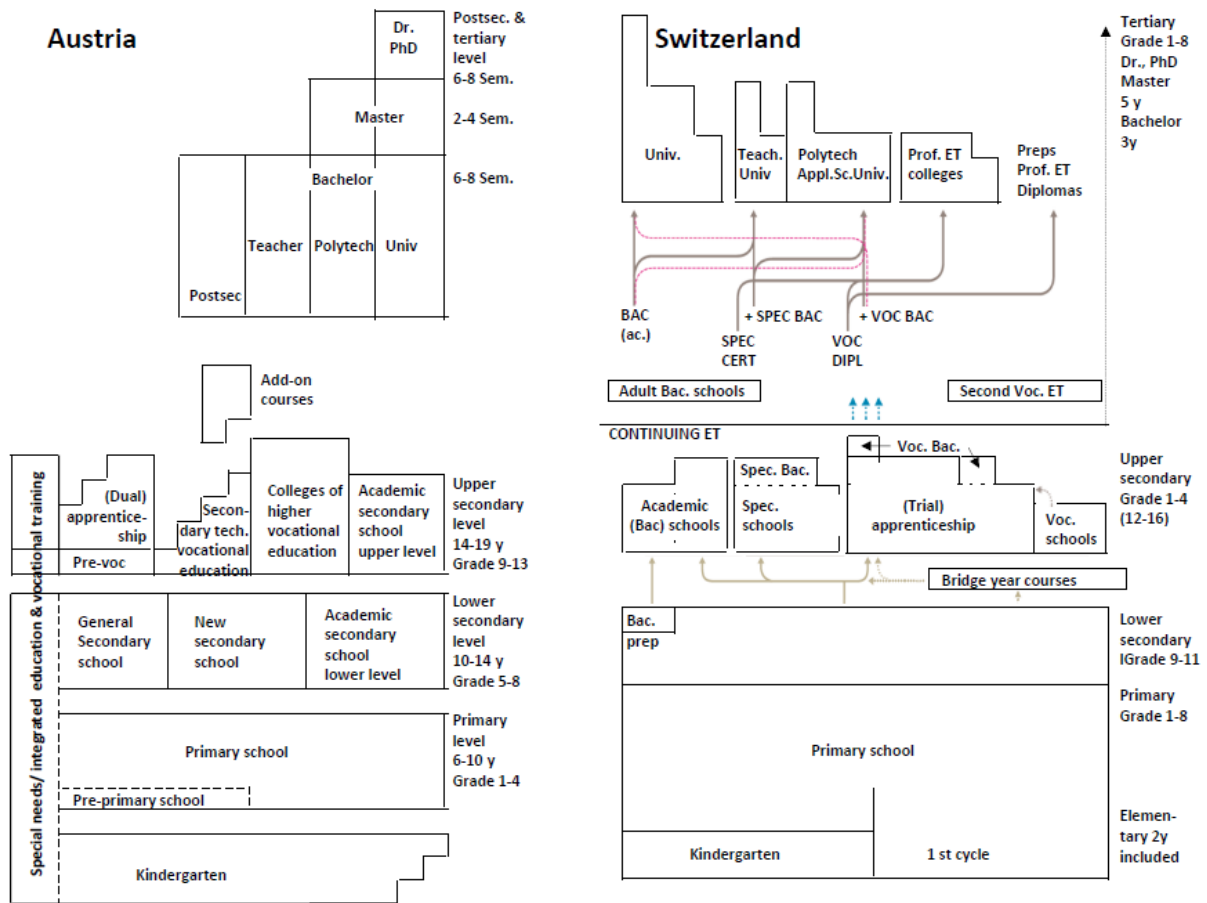 Austria
Dr.
PhD
Postsec. &
tertiary
level
6-8 Sem.
Master
2-4 Sem.
Bachelor
6-8 Sem.
Teacher
Polytech
Univ
Postsec
Add-on
courses
(Dual)
apprentice-
ship
Pre-voc
Secon-
dary tech.
vocational
education
Colleges of
higher
vocational
education
Academic
secondary
school
upper level
Upper
secondary
level
14-19 y
Grade 9-13
Special needs/ integrated education & vocational training
General
Secondary
school
New
secondary
school
Academic
secondary
school
lower level
Lower
secondary
level
10-14 y
Grade 5-8
Primary school
Pre-primary school
Primary
level
6-10 y
Grade 1-4
Kindergarten
Switzerland
Tertiary
Grade 1-8
Dr., PhD
Master
5 y
Bachelor
3y
Univ.
Teach.
Univ
Polytech
Appl.Sc.Univ.
Prof. ET
colleges
Preps
Prof. ET
Diplomas
BAC
(ac.)
+ SPEC BAC
+ VOC BAC
SPEC
CERT
VOC
DIPL
Adult Bac. schools
Second Voc. ET
CONTINUING ET
Voc. Bac.
Academic
(Bac) schools
Spec. Bac.
Spec.
schools
(Trial)
apprenticeship
Voc.
schools
Upper
secondary
Grade 1-4
(12-16)
Bridge year courses
Bac.
prep
Lower
secondary
lGrade 9-11
Primary
Grade 1-8
Primary school
Elemen-
tary 2y
included
Kindergarten
1 st cycle